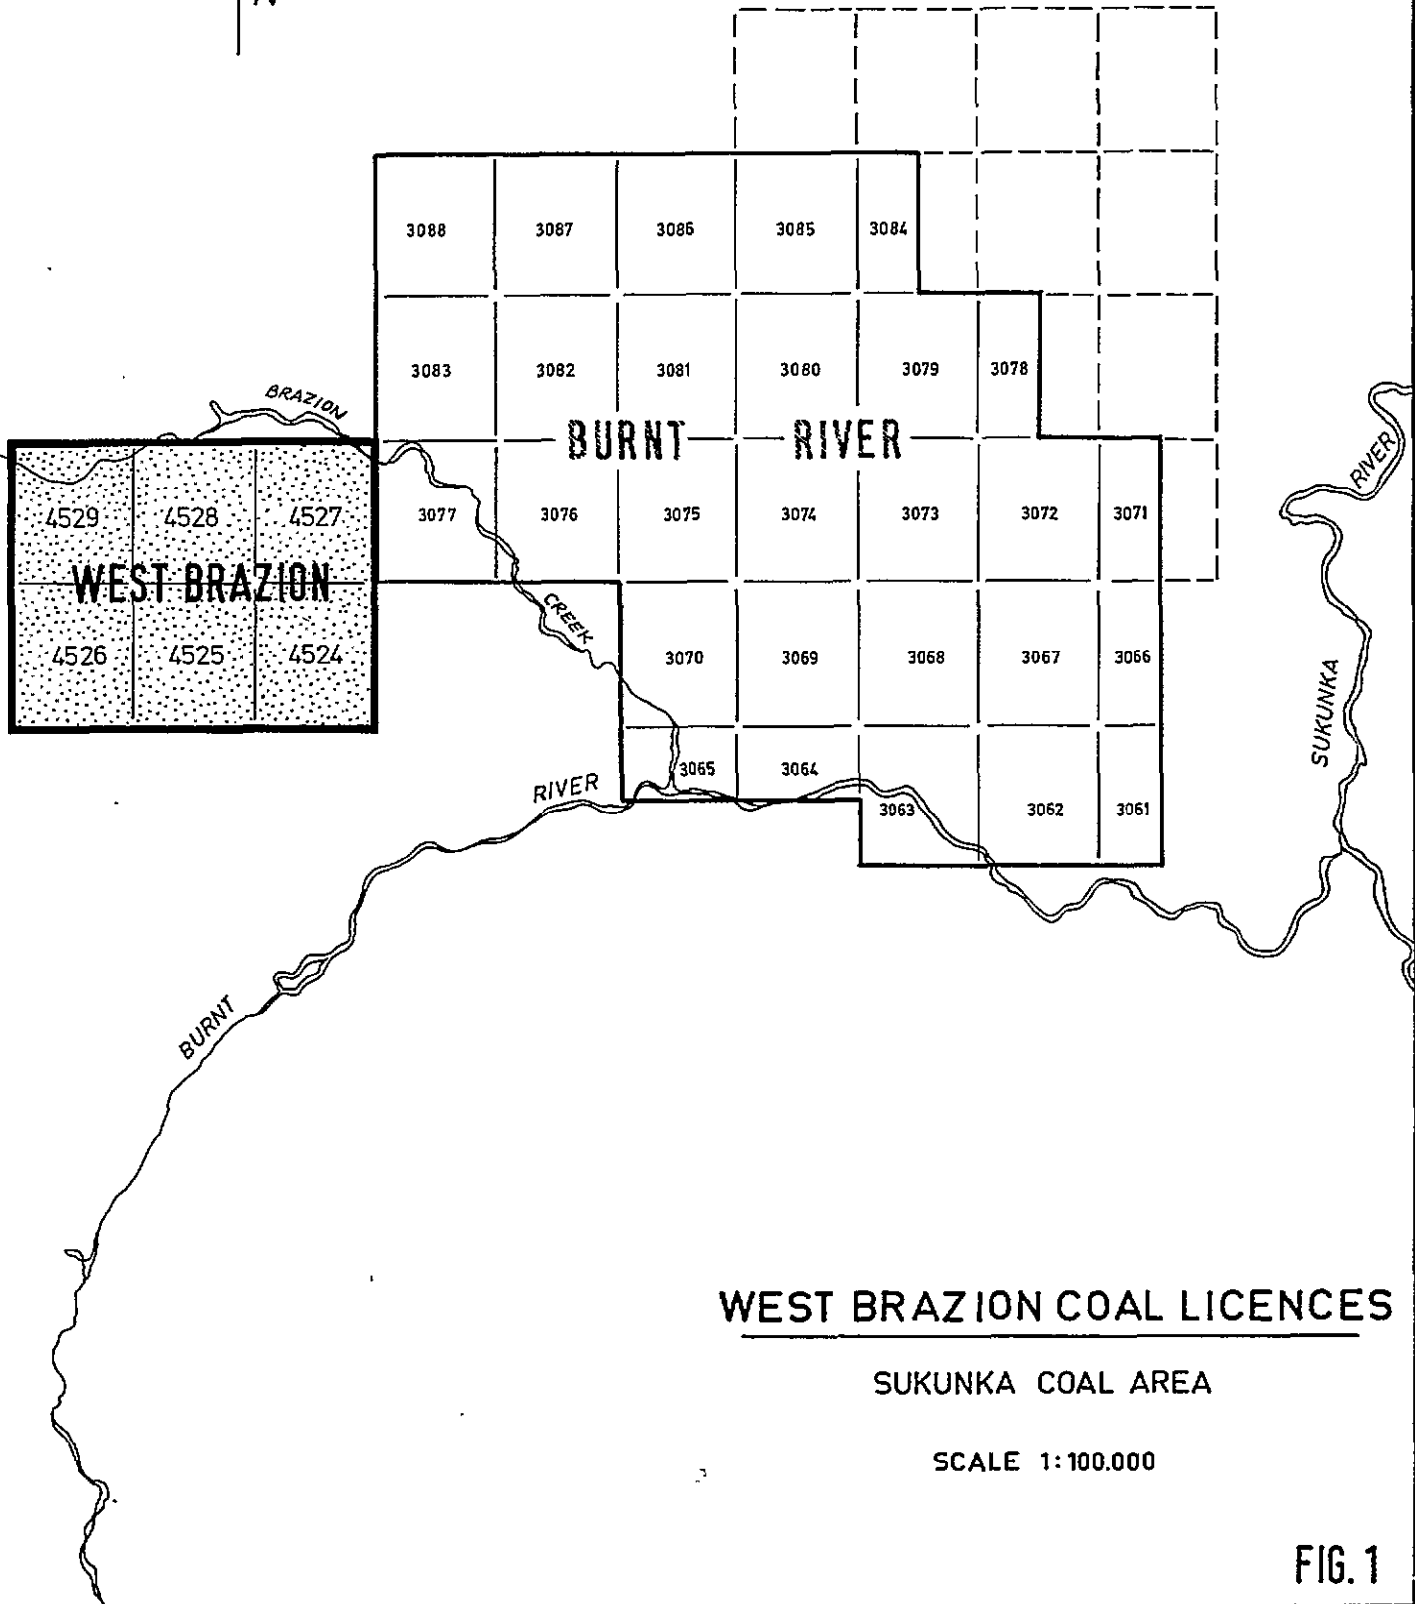 N
3088 3087 3086 3085 3084
3083 3082 3081 3080 3079 3078
BRAZION
BURNT RIVER
RIVER
4529 4528 4527
3077 3076 3075 3074 3073 3072 3071
WEST BRAZION
CREEK
4526 4525 4524
3070 3069 3068 3067 3066
SUKUNKA
3065 3064
RIVER
3063 3062 3061
BURNT
WEST BRAZION COAL LICENCES
SUKUNKA COAL AREA
SCALE 1:100.000
FIG. 1